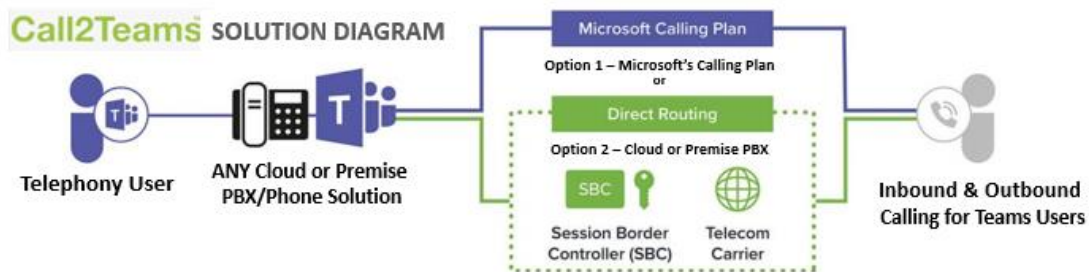 Call2Teams SOLUTION DIAGRAM
Microsoft Calling Plan
Option 1 – Microsoft's Calling Plan
or
Direct Routing
Option 2 – Cloud or Premise PBX
T
T
SBC
Telephony User
ANY Cloud or Premise
PBX/Phone Solution
Session Border
Controller (SBC)
Telecom
Carrier
Inbound & Outbound
Calling for Teams Users